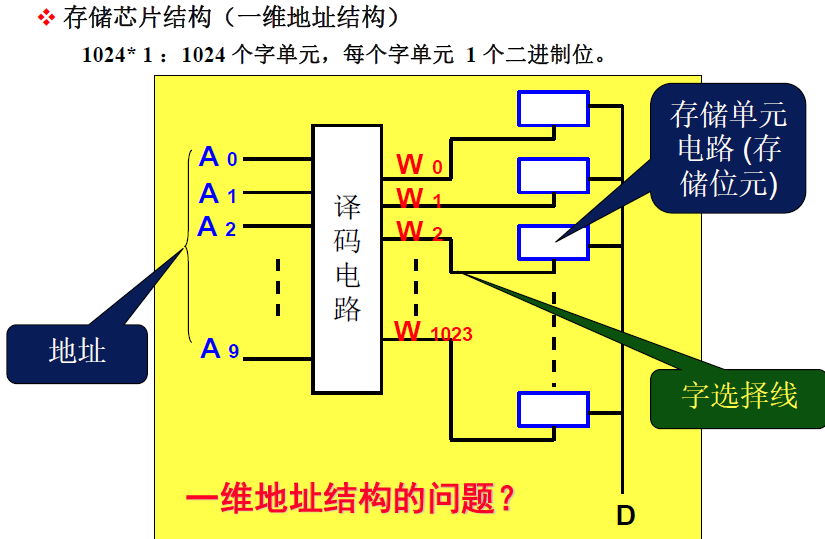 ❖ 存储芯片结构（一维地址结构）
1024* 1：1024 个字单元，每个字单元 1 个二进制位。
A 0
A 1
A 2
A 9
地址
译码电路
W 0
W 1
W 2
W 1023
存储单元
电路 (存
储位元)
字选择线
一维地址结构的问题？
D